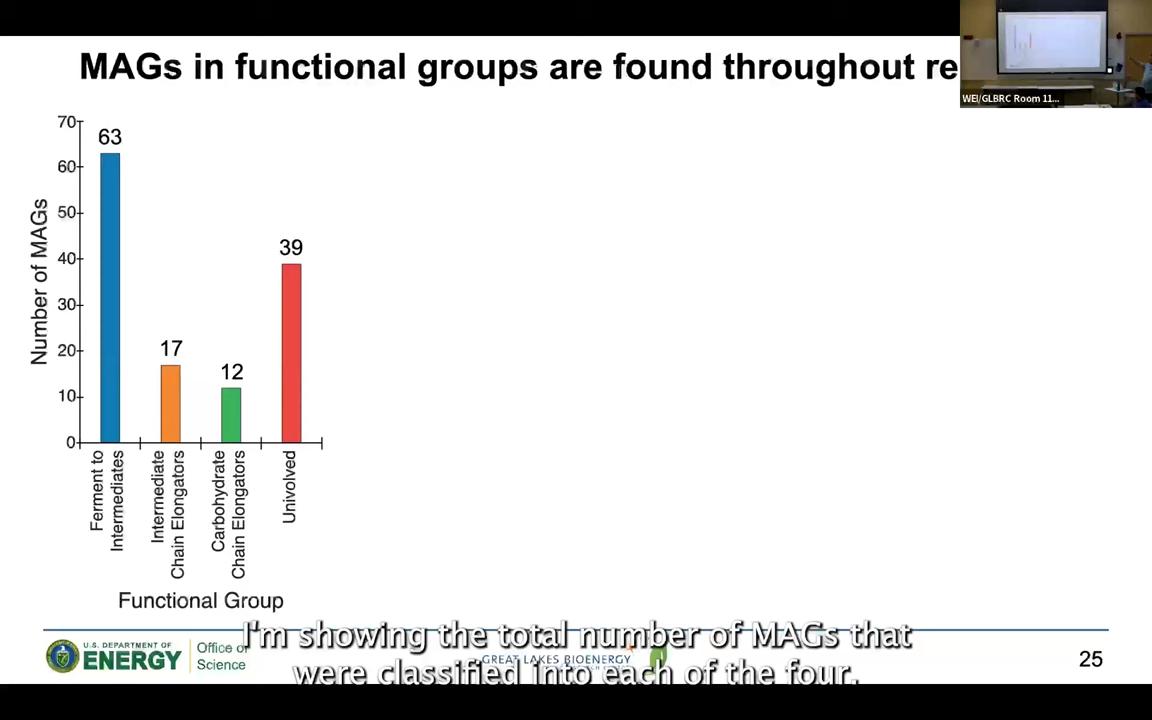 MAGs in functional groups are found throughout re
WEI/GLBRC Room 11...
70
60
50
40
30
20
10
0
Number of MAGs
63
17
12
39
Ferment to
Intermediates
Intermediate
Chain Elongators
Carbohydrate
Chain Elongators
Univolved
Functional Group
I'm showing the total number of MAGs that
were classified into each of the four.
U.S. DEPARTMENT OF
ENERGY
Office of
Science
GREAT LAKES BIOENERGY
25